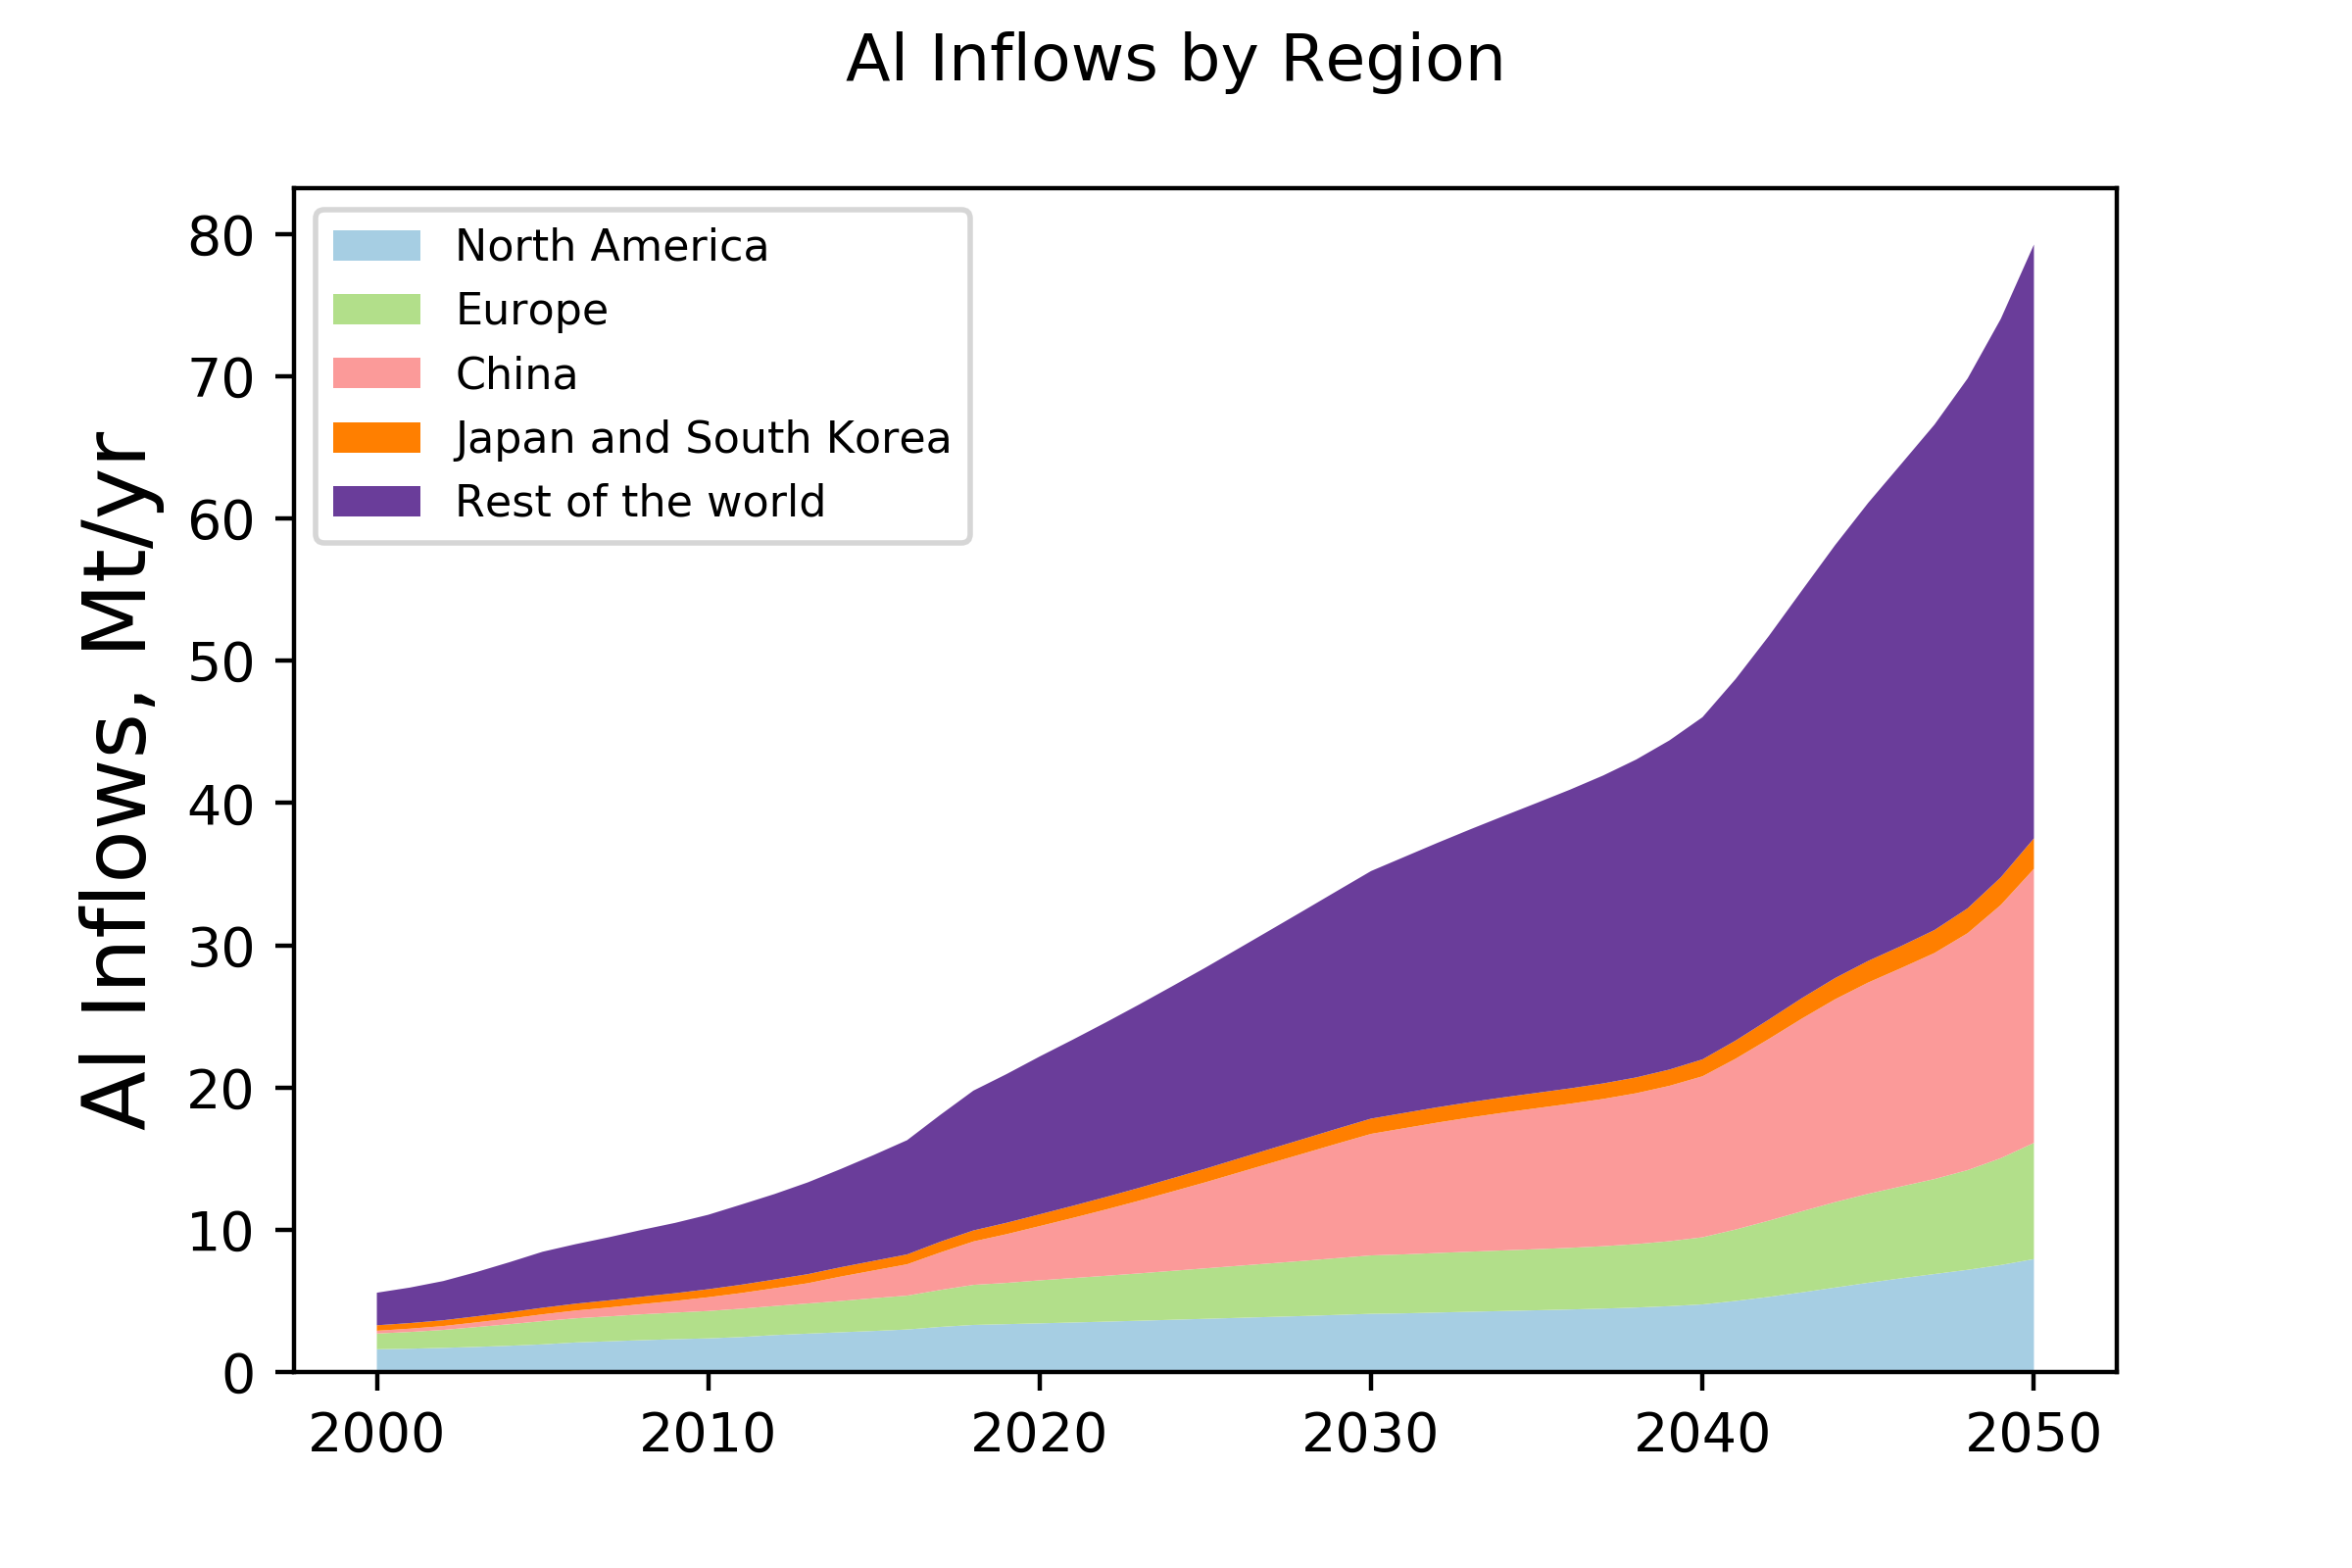 Al Inflows by Region
Al Inflows, Mt/yr
80
70
60
50
40
30
20
10
0
North America
Europe
China
Japan and South Korea
Rest of the world
2000 2010 2020 2030 2040 2050